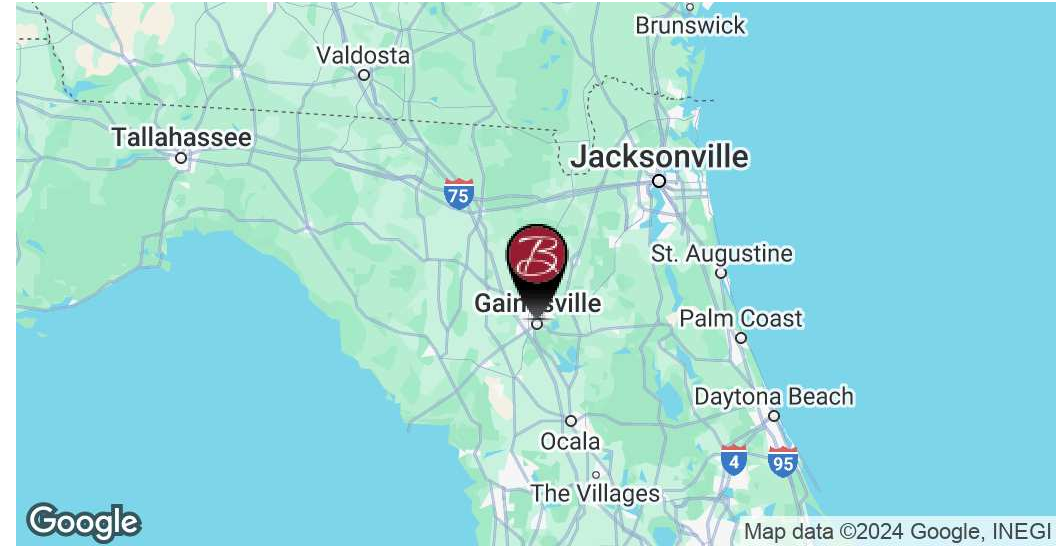 Brunswick
Valdosta
Tallahassee
Jacksonville
75
B
St. Augustine
Gainesville
Palm Coast
Daytona Beach
Ocala
4
95
The Villages
Google
Map data ©2024 Google, INEGI